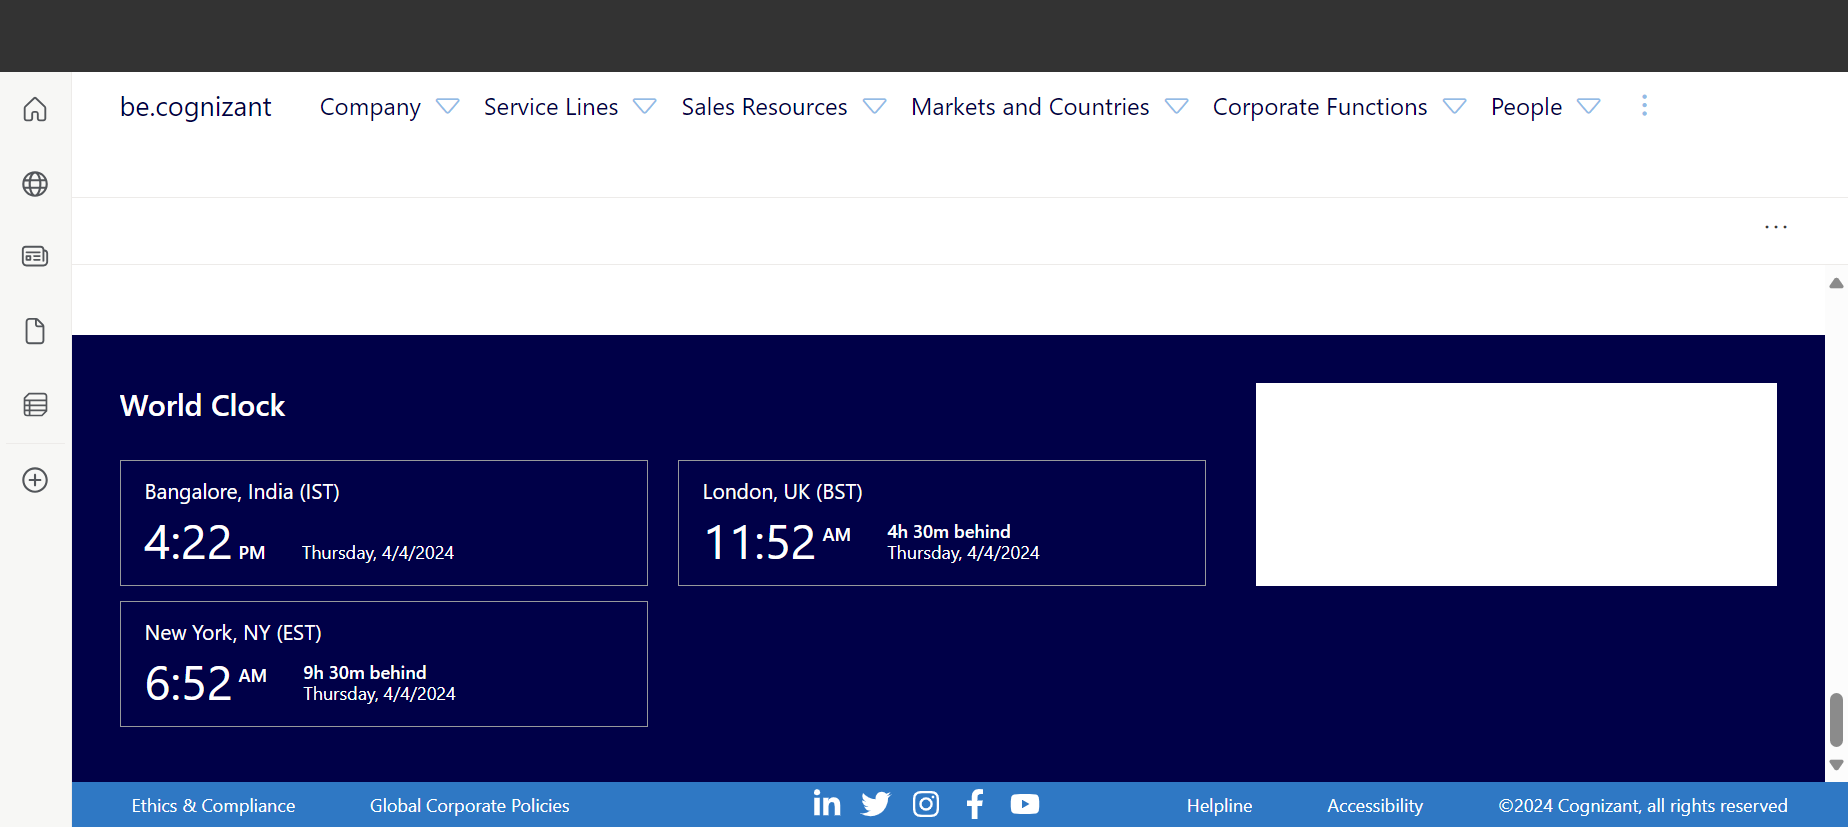 be.cognizant Company Service Lines Sales Resources Markets and Countries Corporate Functions People
World Clock
Bangalore, India (IST)
4:22 PM Thursday, 4/4/2024
London, UK (BST)
11:52 AM 4h 30m behind
Thursday, 4/4/2024
New York, NY (EST)
6:52 AM 9h 30m behind
Thursday, 4/4/2024
Ethics & Compliance Global Corporate Policies Helpline Accessibility ©2024 Cognizant, all rights reserved